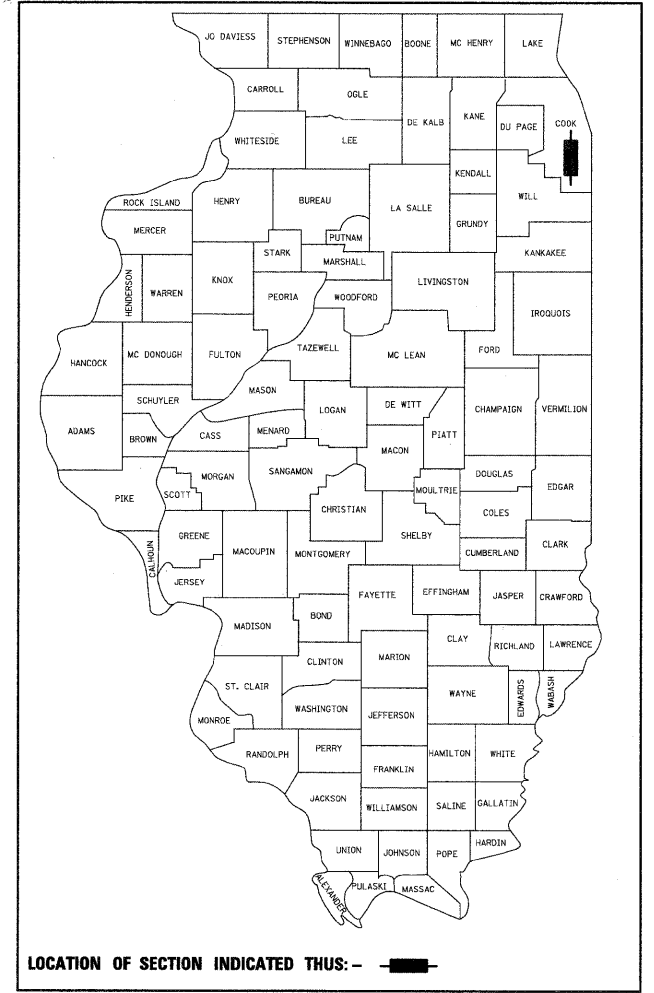 JO DAVIESS STEPHENSON WINNEBAGO BOONE MC HENRY LAKE
CARROLL OGLE
DE KALB KANE DU PAGE COOK
WHITESIDE LEE
KENDALL
ROCK ISLAND HENRY BUREAU LA SALLE WILL
GRUNDY
MERCER PUTNAM
STARK MARSHALL KANKAKEE
HENDERSON WARREN KNOX PEORIA WOODFORD LIVINGSTON
IROQUOIS
HANCOCK MC DONOUGH FULTON TAZEWELL MC LEAN FORD
MASON
SCHUYLER LOGAN DE WITT CHAMPAIGN VERMILION
ADAMS BROWN CASS MENARD PIATT
MACON
PIKE SCOTT MORGAN SANGAMON MOULTRIE DOUGLAS EDGAR
CHRISTIAN COLES
CALHOUN GREENE MACOUPIN MONTGOMERY SHELBY CUMBERLAND CLARK
JERSEY
FAYETTE EFFINGHAM JASPER CRAWFORD
MADISON BOND
CLAY RICHLAND LAWRENCE
CLINTON MARION
ST. CLAIR WAYNE EDWARDS WABASH
WASHINGTON JEFFERSON
MONROE
RANDOLPH PERRY HAMILTON WHITE
FRANKLIN
JACKSON WILLIAMSON SALINE GALLATIN
UNION JOHNSON POPE HARDIN
ALEXANDER PULASKI MASSAC
LOCATION OF SECTION INDICATED THUS: -